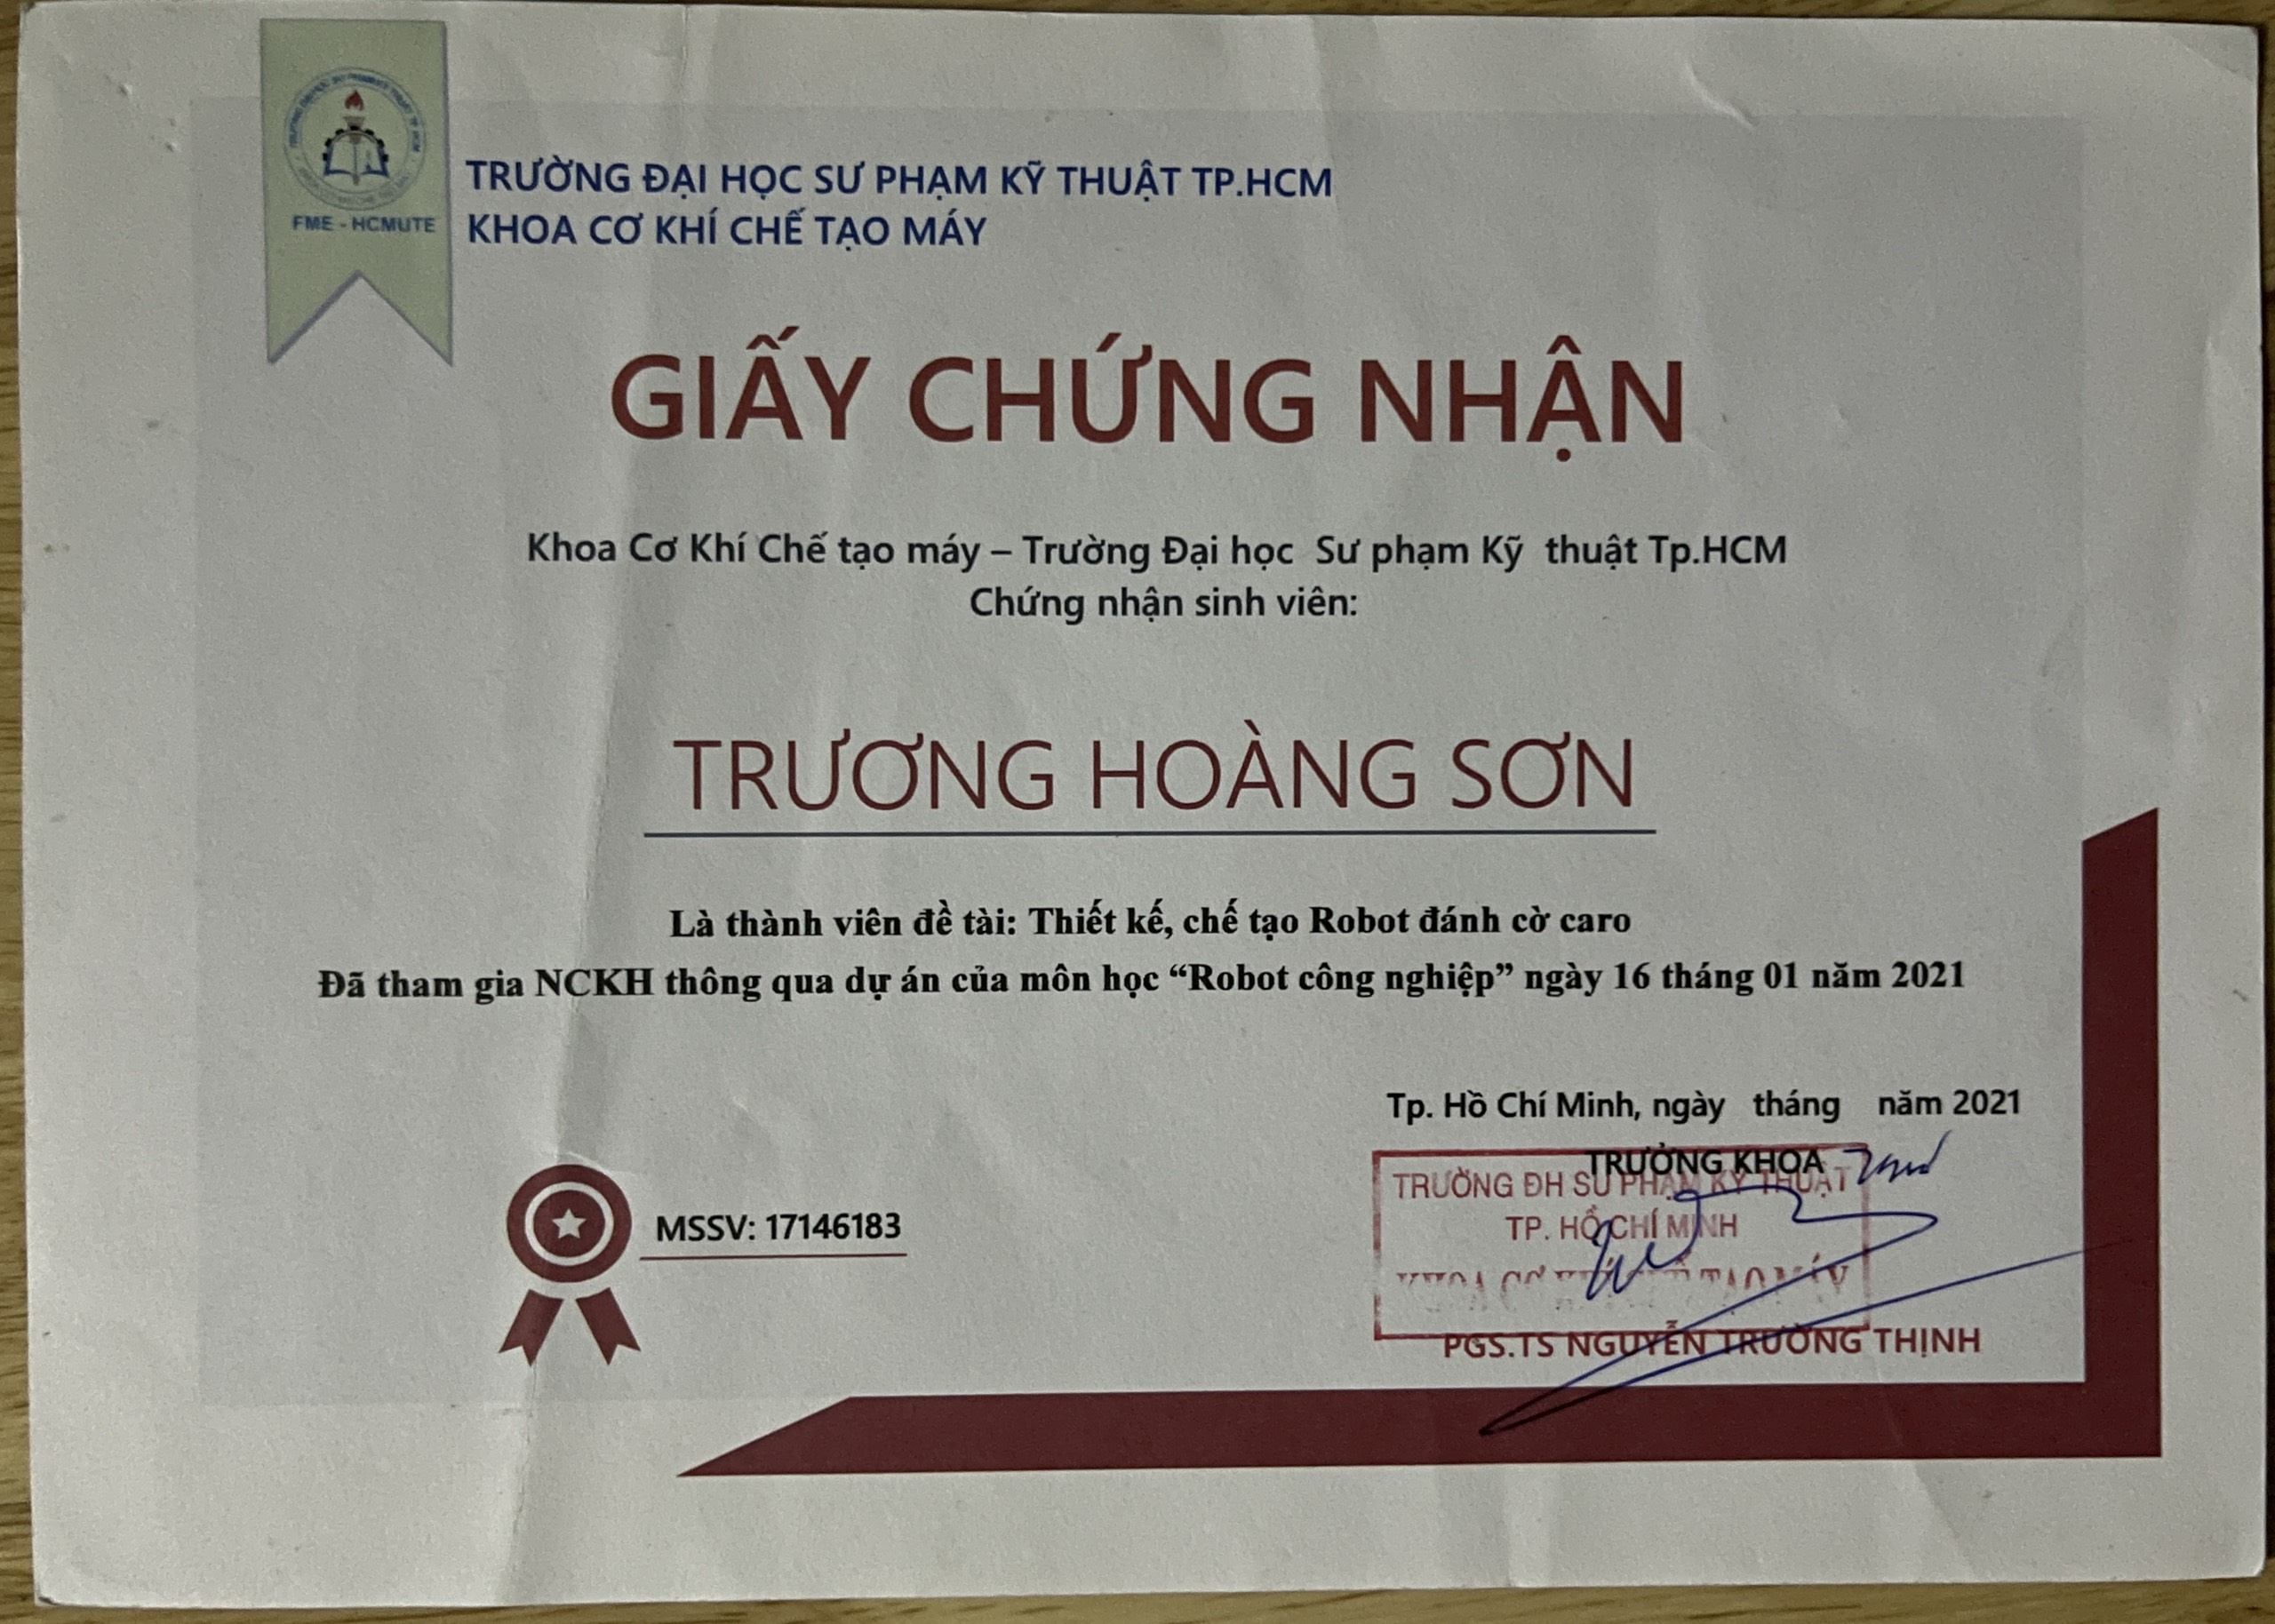 FME - HCMUTE
TRƯỜNG ĐẠI HỌC SƯ PHẠM KỸ THUẬT TP.HCM
KHOA CƠ KHÍ CHẾ TẠO MÁY
GIẤY CHỨNG NHẬN
Khoa Cơ Khí Chế tạo máy – Trường Đại học Sư phạm Kỹ thuật Tp.HCM
Chứng nhận sinh viên:
TRƯƠNG HOÀNG SƠN
Là thành viên đề tài: Thiết kế, chế tạo Robot đánh cờ caro
Đã tham gia NCKH thông qua dự án của môn học “Robot công nghiệp” ngày 16 tháng 01 năm 2021
Tp. Hồ Chí Minh, ngày tháng năm 2021
TRƯỞNG KHOA
TRƯỜNG ĐH SƯ PHẠM KỸ THUẬT
TP. HỒ CHÍ MINH
KHOA CƠ KHÍ CHẾ TẠO MÁY
MSSV: 17146183
PGS.TS NGUYỄN TRƯỜNG THỊNH